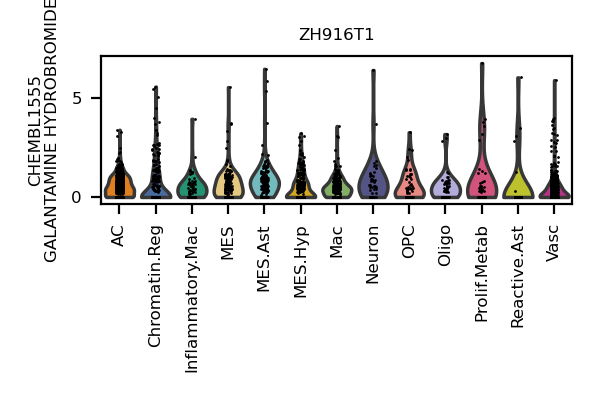 ZH916T1
CHEMBL1555
GALANTAMINE HYDROBROMIDE
5
0
AC
Chromatin.Reg
Inflammatory.Mac
MES
MES.Ast
MES.Hyp
Mac
Neuron
OPC
Oligo
Prolif.Metab
Reactive.Ast
Vasc